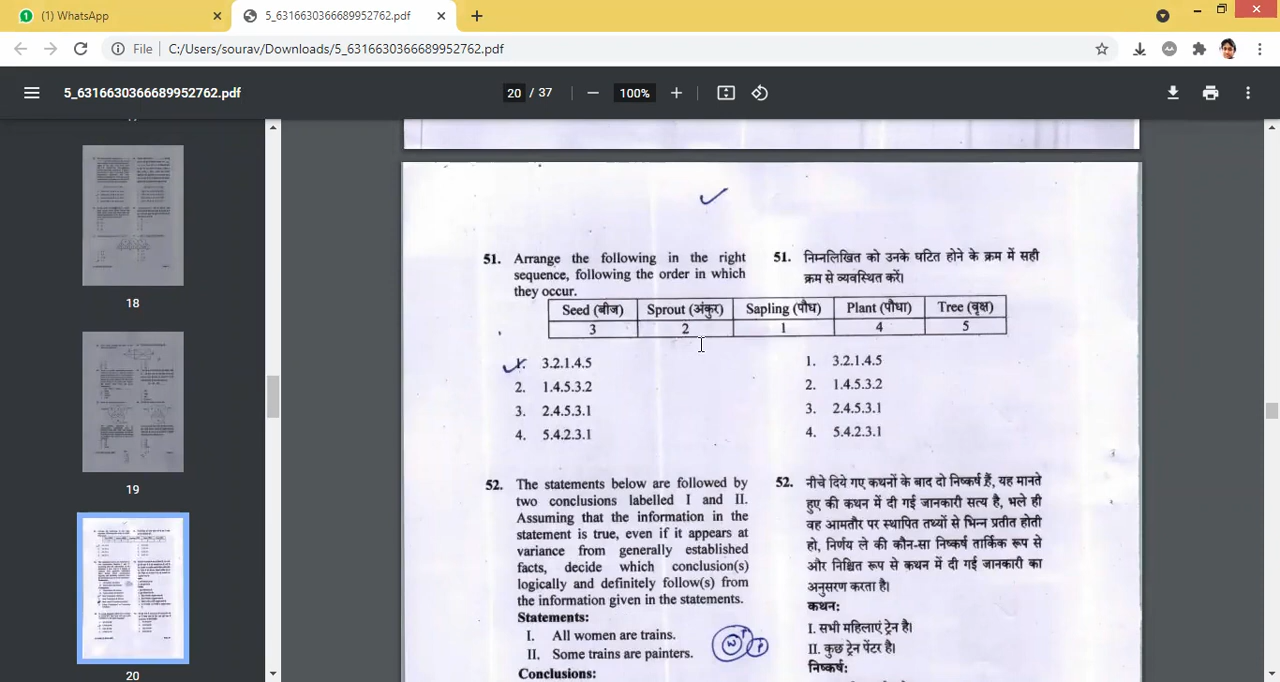 (1) WhatsApp
5_6316630366689952762.pdf
File
C:/Users/sourav/Downloads/5_6316630366689952762.pdf
5_6316630366689952762.pdf
20 / 37
100%
18
19
20
51. Arrange the following in the right
sequence, following the order in which
they occur.
51. निम्नलिखित को उनके घटित होने के क्रम में सही
क्रम से व्यवस्थित करें।
Seed (बीज) Sprout (अंकुर) Sapling (पौध) Plant (पौधा) Tree (वृक्ष)
3 2 1 4 5
1. 3.2.1.4.5
2. 1.4.5.3.2
3. 2.4.5.3.1
4. 5.4.2.3.1
1. 3.2.1.4.5
2. 1.4.5.3.2
3. 2.4.5.3.1
4. 5.4.2.3.1
52. The statements below are followed by
two conclusions labelled I and II.
Assuming that the information in the
statement is true, even if it appears at
variance from generally established
facts, decide which conclusion(s)
logically and definitely follow(s) from
the information given in the statements.
Statements:
I. All women are trains.
II. Some trains are painters.
Conclusions:
52. नीचे दिये गए कथनों के बाद दो निष्कर्ष हैं, यह मानते
हुए की कथन में दी गई जानकारी सत्य है, भले ही
वह आमतौर पर स्थापित तथ्यों से भिन्न प्रतीत होती
हो, निर्णय ले की कौन-सा निष्कर्ष तार्किक रूप से
और निश्चित रूप से कथन में दी गई जानकारी का
अनुसरण करता है।
कथन:
I. सभी महिलाएं ट्रेन है।
II. कुछ ट्रेन पेंटर है।
निष्कर्ष: